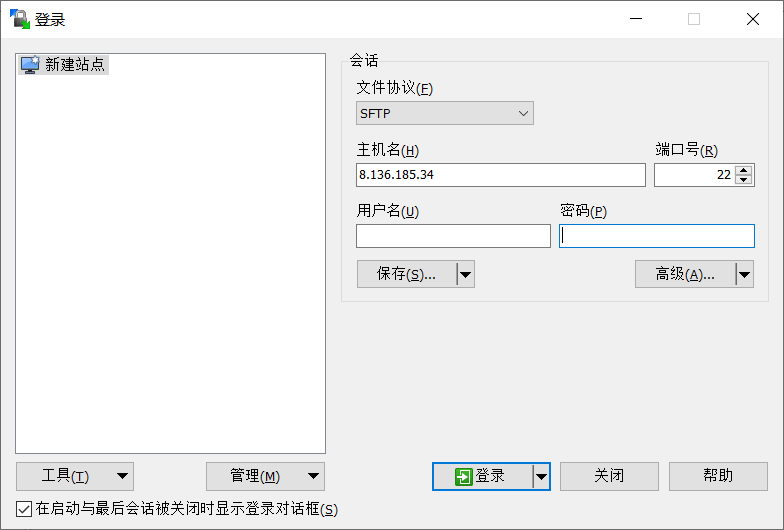 登录
新建站点
会话
文件协议(F)
SFTP
主机名(H) 端口号(R)
8.136.185.34 22
用户名(U) 密码(P)
保存(S)... 高级(A)...
工具(T) 管理(M) 登录 关闭 帮助
在启动与最后会话被关闭时显示登录对话框(S)